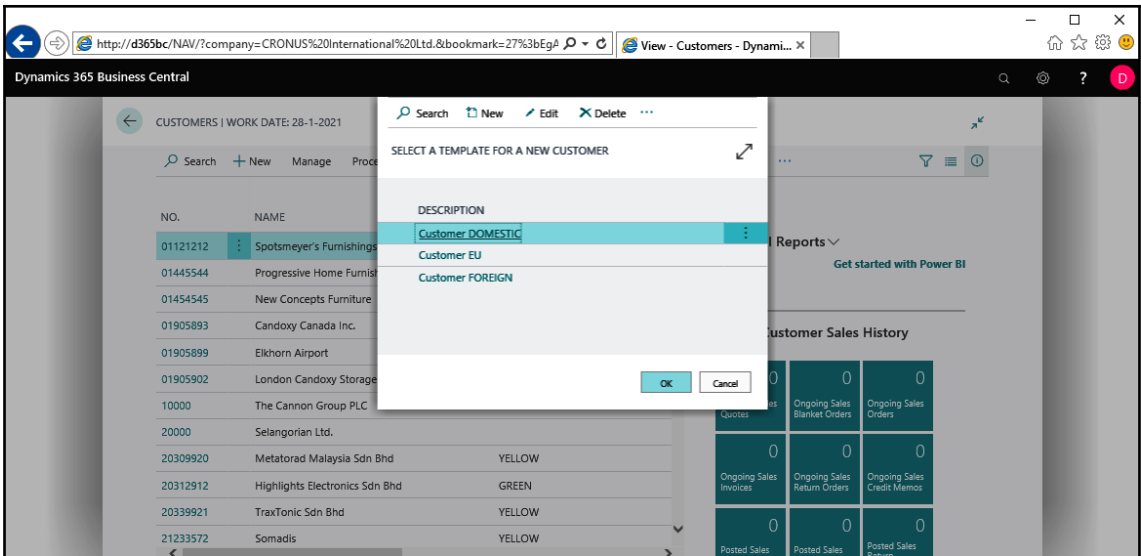 http://d365bc/NAV/?company=CRONUS%20International%20Ltd.&bookmark=27%3bEgA
View - Customers - Dynami...
Dynamics 365 Business Central
?
D
CUSTOMERS | WORK DATE: 28-1-2021
Search New Manage Proce
Search New Edit Delete ...
SELECT A TEMPLATE FOR A NEW CUSTOMER
DESCRIPTION
Customer DOMESTIC
Customer EU
Customer FOREIGN
OK Cancel
NO. NAME
01121212 Spotsmeyer's Furnishings
01445544 Progressive Home Furnish
01454545 New Concepts Furniture
01905893 Candoxy Canada Inc.
01905899 Elkhorn Airport
01905902 London Candoxy Storage
10000 The Cannon Group PLC
20000 Selangorian Ltd.
20309920 Metatorad Malaysia Sdn Bhd YELLOW
20312912 Highlights Electronics Sdn Bhd GREEN
20339921 TraxTonic Sdn Bhd YELLOW
21233572 Somadis YELLOW
...
Reports
Get started with Power BI
ustomer Sales History
0 0 0
es Ongoing Sales Ongoing Sales
Quotes Blanket Orders Orders
0 0 0
Ongoing Sales Ongoing Sales Ongoing Sales
Invoices Return Orders Credit Memos
0 0 0
Posted Sales Posted Sales Posted Sales
Return